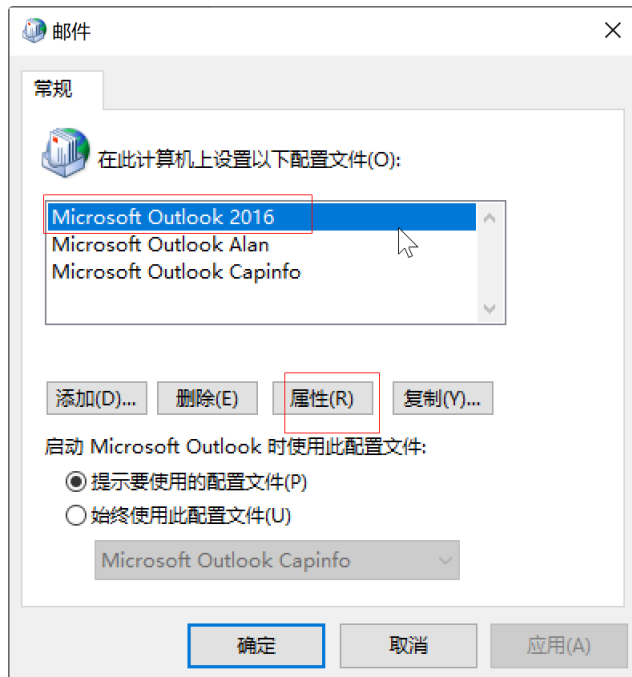 邮件
常规
在此计算机上设置以下配置文件(O):
Microsoft Outlook 2016
Microsoft Outlook Alan
Microsoft Outlook Capinfo
添加(D)... 删除(E) 属性(R) 复制(Y)...
启动 Microsoft Outlook 时使用此配置文件:
提示要使用的配置文件(P)
始终使用此配置文件(U)
Microsoft Outlook Capinfo
确定 取消 应用(A)